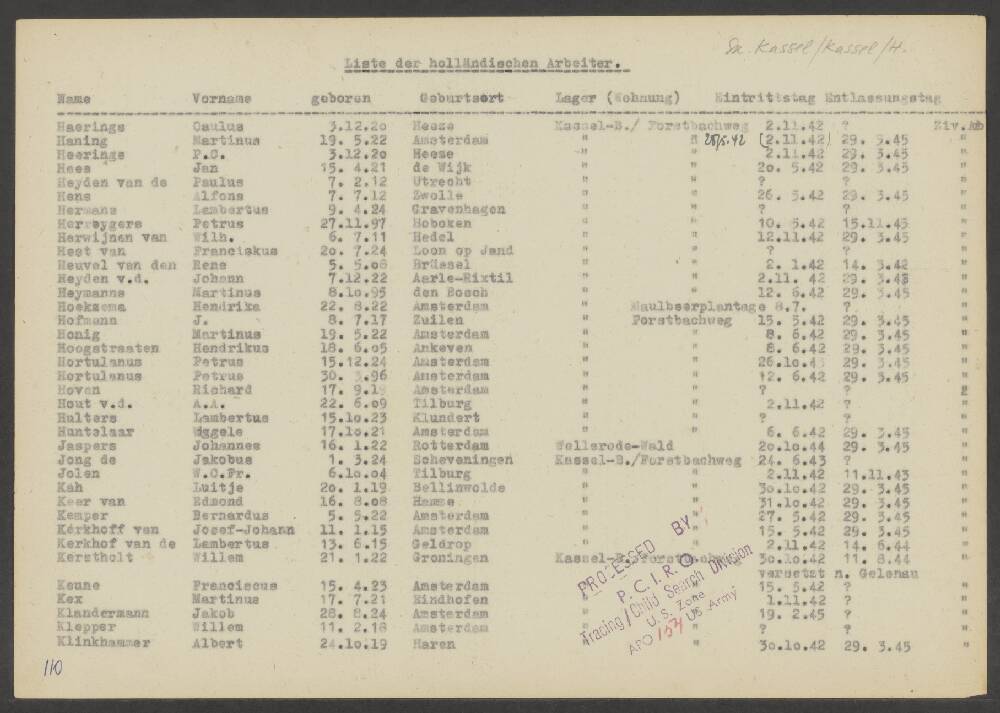 Sn. Kassel/Kassel/H.
Liste der holländischen Arbeiter.
Name Vorname geboren Geburtsort Lager (Wohnung) Eintrittstag Entlassungstag
Haerings Caulus 3.12.20 Heeze Kassel-B./ Forstbachweg 2.11.42 ? Ziv.Arb
Haning Martinus 19. 5.22 Amsterdam " " 28/5.42 (2.11.42) 29. 3.45 "
Heerings P.C. 3.12.20 Heese " " 2.11.42 29. 3.45 "
Hees Jan 15. 4.21 de Wijk " " 20. 5.42 29. 3.45 "
Heyden van de Paulus 7. 2.12 Utrecht " " ? ? "
Hens Alfons 7. 7.12 Zwolle " " 26. 5.42 29. 3.45 "
Hermans Lambertus 9. 4.24 Gravenhagen " " ? ? "
Herreygers Petrus 27.11.97 Hoboken " " 10. 5.42 15.11.43 "
Herwijnen van Wilh. 6. 7.11 Hedel " " 12.11.42 29. 3.45 "
Hest van Franciskus 20. 7.24 Loon op Jand " " ? ? "
Heuvel van den Rene 5. 5.08 Brüssel " " 2. 1.42 14. 3.42 "
Heyden v.d. Johann 7.12.22 Aarle-Rixtil " " 2.11. 42 29. 3.43 "
Heymanns Martinus 8.10.95 den Bosch " " 12. 6.42 29. 3.45 "
Hoeksema Hendrika 22. 8.22 Amsterdam " Maulbeerplantage 8.7. ? "
Hofmann J. 8. 7.17 Zuilen " Forstbachweg 15. 5.42 29. 3.45 "
Honig Martinus 19. 5.22 Amsterdam " " 8. 6.42 29. 3.45 "
Hoogstraaten Hendrikus 18. 6.05 Ankeven " " 8. 6.42 29. 3.45 "
Hortulanus Petrus 15.12.24 Amsterdam " " 26.10.43 29. 3.45 "
Hortulanus Petrus 30. 3.96 Amsterdam " " 12. 6.42 29. 3.45 "
Hoven Richard 17. 9.19 Amsterdam " " ? ?
Hout v.d. A.A. 22. 6.09 Tilburg " " 2.11.42 ? "
Hulters Lambertus 15.10.23 Klundert " " ? ? "
Huntelaar Uggele 17.10.21 Amsterdam " " 6. 6.42 29. 3.45 "
Jaspers Johannes 16. 1.22 Rotterdam Wellerode-Wald 20.10.44 29. 3.45 "
Jong de Jakobus 1. 3.24 Scheveningen Kassel-B./Forstbachweg 24. 6.43 ? "
Jolen W.C.Fr. 6.10.04 Tilburg " " 2.11.42 11.11.43 "
Kah Luitje 20. 1.19 Bellinwolde " " 30.10.42 29. 3.45 "
Keer van Edmond 16. 8.08 Hamme " " 31.10.42 29. 3.45 "
Kemper Bernardus 5. 5.22 Amsterdam " " 27. 5.42 29. 3.45 "
Kerkhoff van Josef-Johann 11. 1.15 Amsterdam " " 15. 5.42 29. 3.45 "
Kerkhof van de Lambertus 13. 6.15 Geldrop " " 2.11.42 14. 6.44 "
Kerstholt Willem 21. 1.22 Groningen Kassel-B./Forstbachweg 30.10.42 11. 8.44 "
versetzt n. Gelenau
Keune Franciscus 15. 4.23 Amsterdam 15. 5.42 ? "
Kex Martinus 17. 7.21 Eindhofen 1.11.42 ? "
Klandermann Jakob 28. 8.24 Amsterdam 19. 2.45 ? "
Klepper Willem 11. 2.18 Amsterdam " ? ? "
Klinkhammer Albert 24.10.19 Haren " 30.10.42 29. 3.45 "
PROCESSED BY
P.C.I.R.O.
Tracing/Child Search Division
U.S. Zone
APO 154 US Army
110